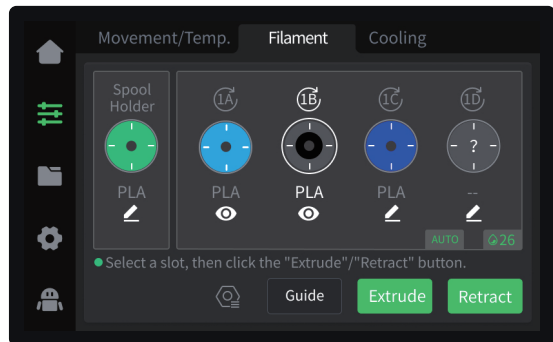 Movement/Temp. Filament Cooling
Spool
Holder
1A 1B 1C 1D
?
PLA PLA PLA PLA --
AUTO 26
Select a slot, then click the "Extrude"/"Retract" button.
Guide Extrude Retract